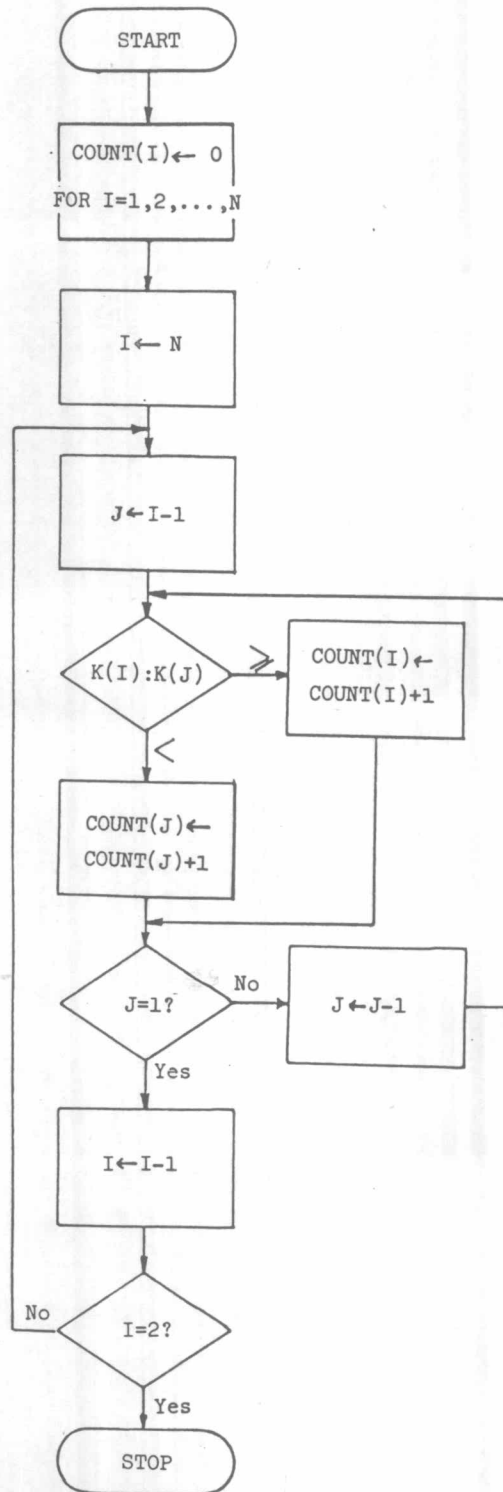 START
COUNT(I)← 0
FOR I=1,2,...,N
I← N
J←I-1
K(I):K(J)
≥
COUNT(I)←
COUNT(I)+1
<
COUNT(J)←
COUNT(J)+1
J=1?
No
J←J-1
Yes
I←I-1
No
I=2?
Yes
STOP